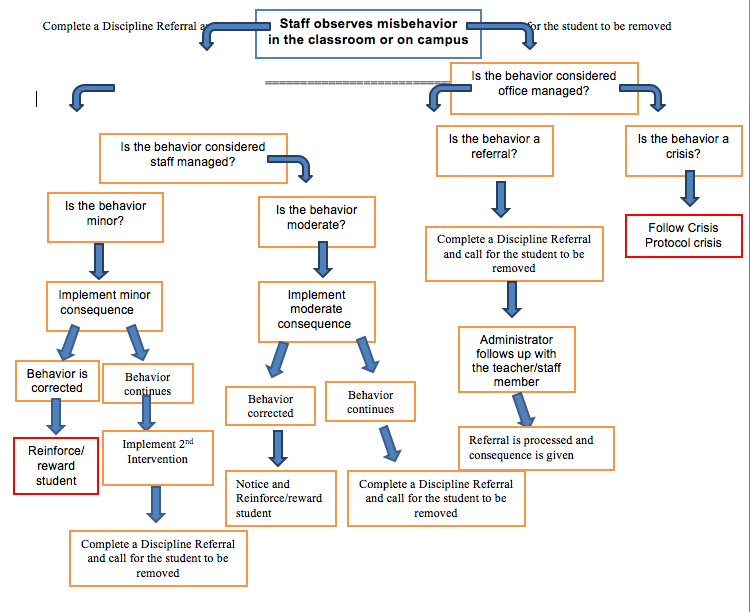 Staff observes misbehavior
in the classroom or on campus
Complete a Discipline Referral
for the student to be removed
Is the behavior considered
office managed?
Is the behavior considered
staff managed?
Is the behavior a
referral?
Is the behavior a
crisis?
Is the behavior
minor?
Is the behavior
moderate?
Complete a Discipline Referral
and call for the student to be
removed
Follow Crisis
Protocol crisis
Implement minor
consequence
Implement
moderate
consequence
Administrator
follows up with
the teacher/staff
member
Behavior is
corrected
Behavior
continues
Behavior
corrected
Behavior
continues
Referral is processed and
consequence is given
Reinforce/
reward
student
Implement 2nd
Intervention
Notice and
Reinforce/reward
student
Complete a Discipline Referral
and call for the student to be
removed
Complete a Discipline Referral
and call for the student to be
removed